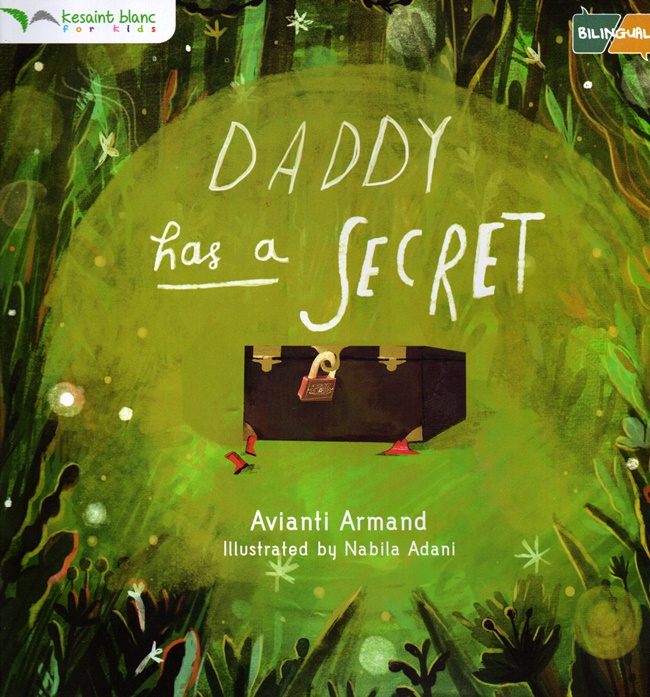 kesaint blanc
for kids
BILINGUAL
DADDY
has a SECRET
Avianti Armand
Illustrated by Nabila Adani